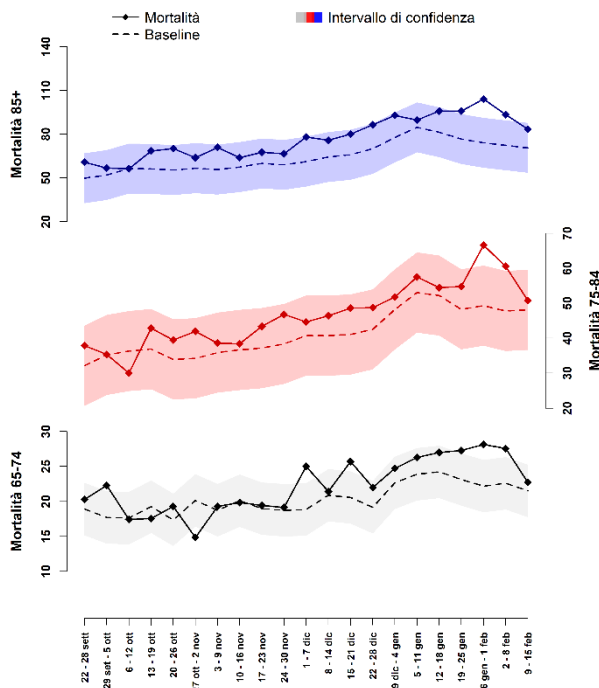 Mortalità
Baseline
Intervallo di confidenza
Mortalità 85+
140
110
80
50
20
Mortalità 75-84
70
60
50
40
30
20
Mortalità 65-74
30
25
20
15
10
22 - 28 sett
29 set - 5 ott
6 - 12 ott
13 - 19 ott
20 - 26 ott
7 ott - 2 nov
3 - 9 nov
10 - 16 nov
17 - 23 nov
24 - 30 nov
1 - 7 dic
8 - 14 dic
15 - 21 dic
22 - 28 dic
9 dic - 4 gen
5 - 11 gen
12 - 18 gen
19 - 25 gen
6 gen - 1 feb
2 - 8 feb
9 - 15 feb